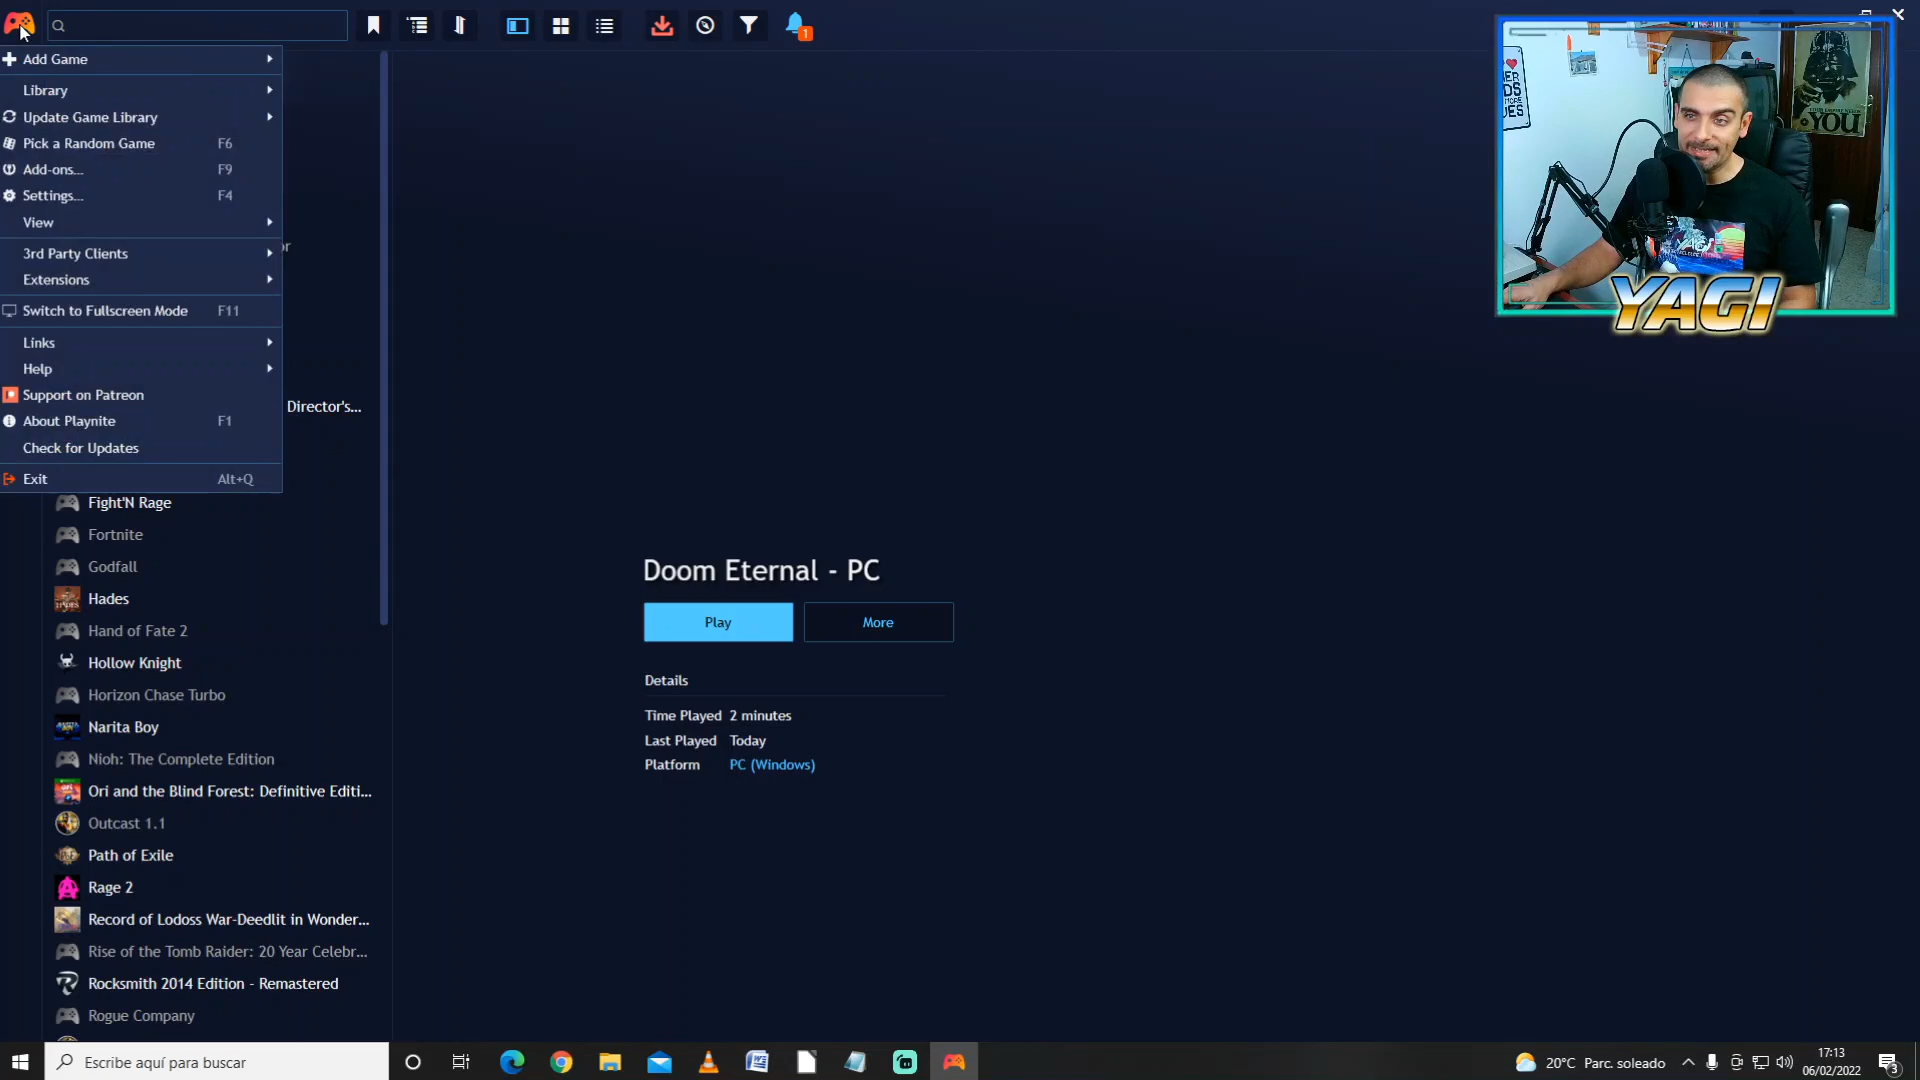 1
Add Game
Library
Update Game Library
Pick a Random Game F6
Add-ons... F9
Settings... F4
View
3rd Party Clients
or
Extensions
Switch to Fullscreen Mode F11
Links
Help
Support on Patreon
Director's...
About Playnite F1
Check for Updates
Exit Alt+Q
Fight'N Rage
Fortnite
Godfall
Hades
Hand of Fate 2
Hollow Knight
Horizon Chase Turbo
Narita Boy
Nioh: The Complete Edition
Ori and the Blind Forest: Definitive Editi...
Outcast 1.1
Path of Exile
Rage 2
Record of Lodoss War-Deedlit in Wonder...
Rise of the Tomb Raider: 20 Year Celebr...
Rocksmith 2014 Edition - Remastered
Rogue Company
Doom Eternal - PC
Play More
Details
Time Played 2 minutes
Last Played Today
Platform PC (Windows)
YOU
YAGI
Escribe aquí para buscar
20°C Parc. soleado
17:13
06/02/2022
3